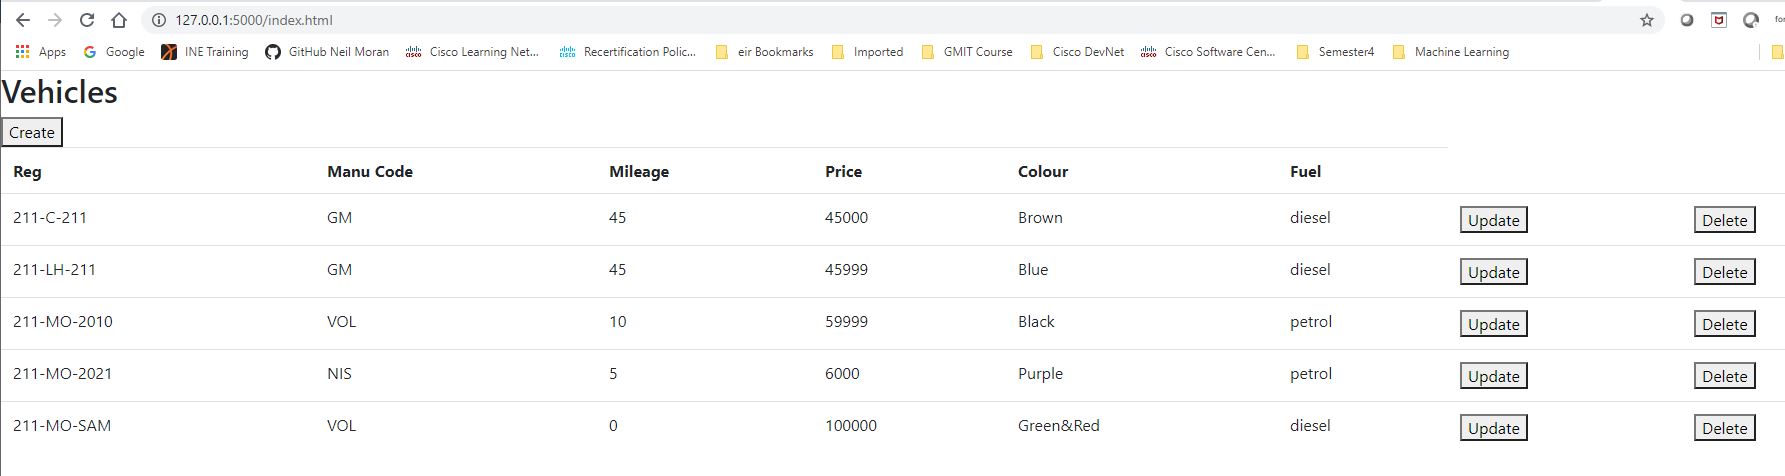 127.0.0.1:5000/index.html
for
Apps Google INE Training GitHub Neil Moran Cisco Learning Net... Recertification Polic... eir Bookmarks Imported GMIT Course Cisco DevNet Cisco Software Cen... Semester4 Machine Learning
Vehicles
Create
Reg Manu Code Mileage Price Colour Fuel
211-C-211 GM 45 45000 Brown diesel Update Delete
211-LH-211 GM 45 45999 Blue diesel Update Delete
211-MO-2010 VOL 10 59999 Black petrol Update Delete
211-MO-2021 NIS 5 6000 Purple petrol Update Delete
211-MO-SAM VOL 0 100000 Green&Red diesel Update Delete